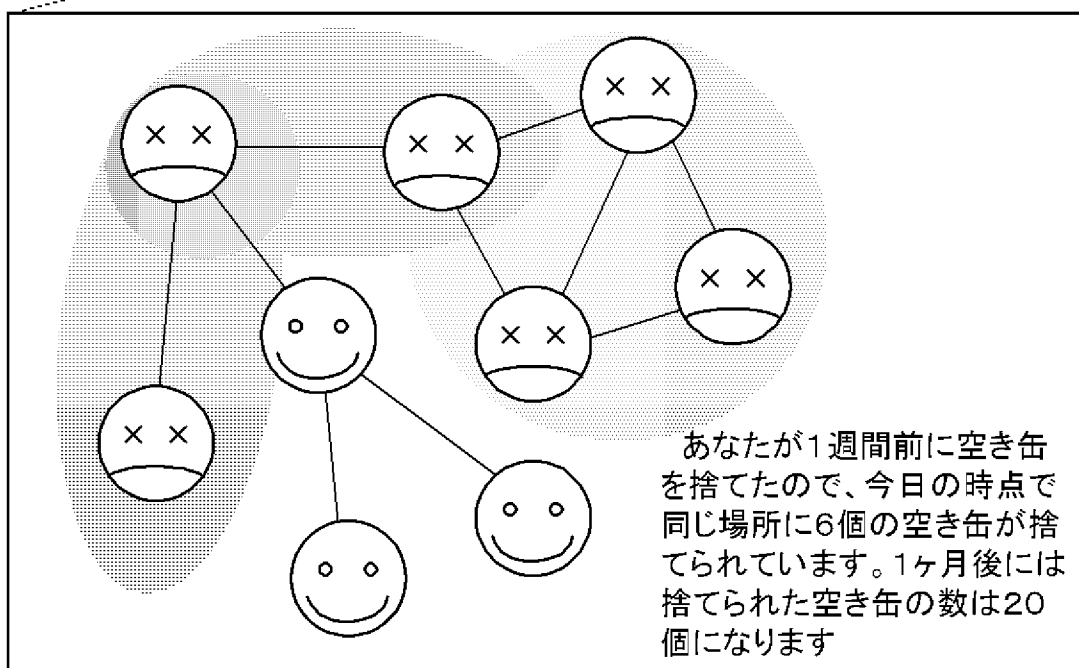 あなたが1週間前に空き缶
を捨てたので、今日の時点で
同じ場所に6個の空き缶が捨
てられています。1ヶ月後には
捨てられた空き缶の数は20
個になります